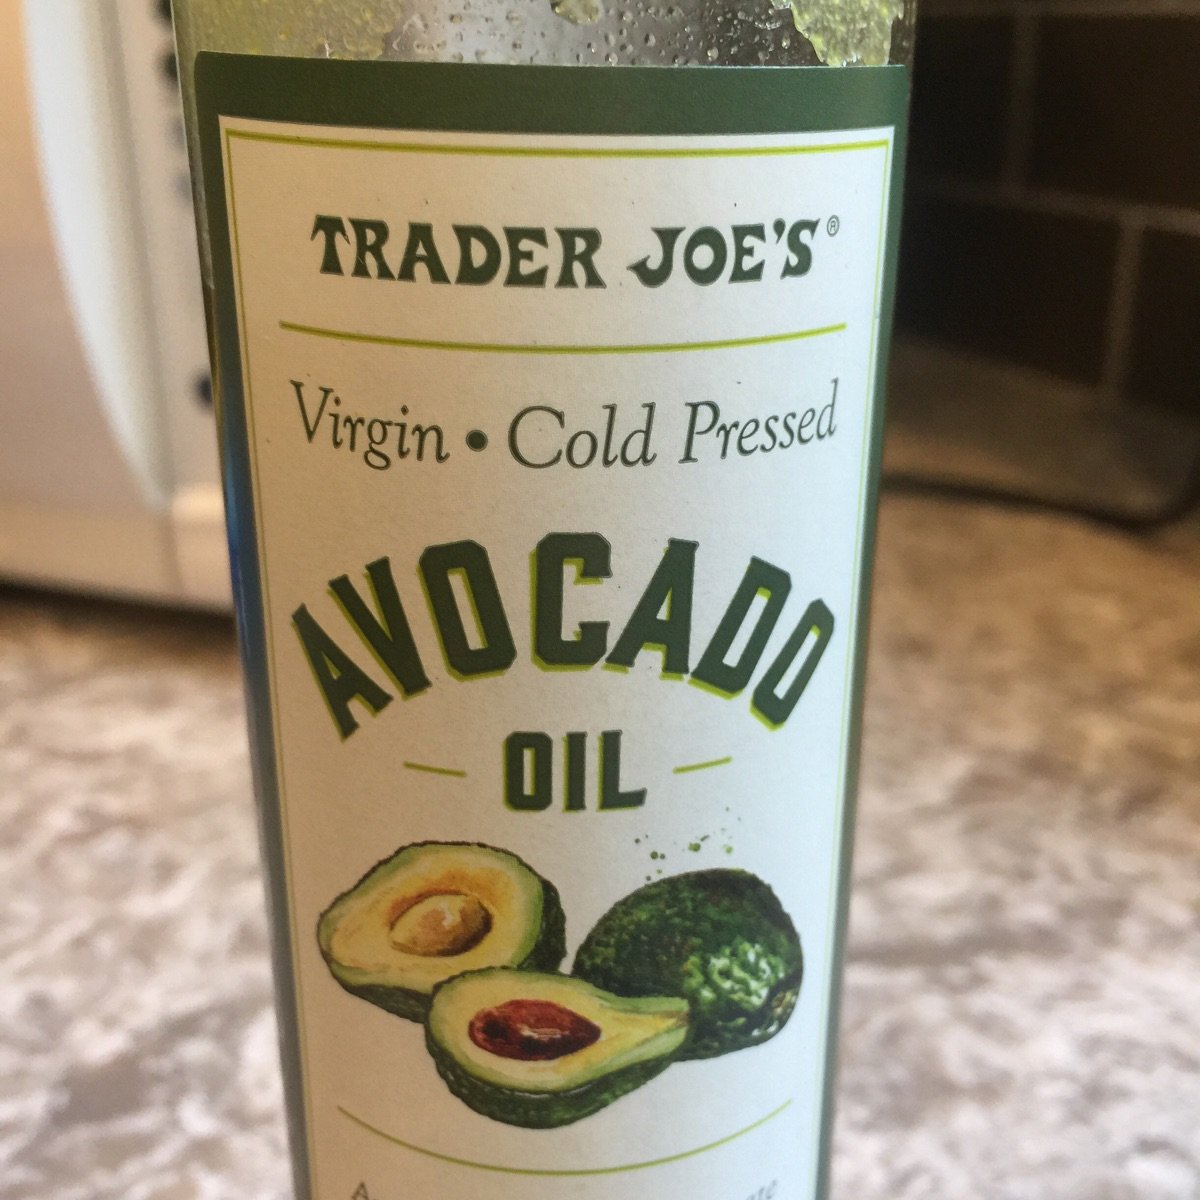 TRADER JOE'S®
Virgin • Cold Pressed
AVOCADO
OIL